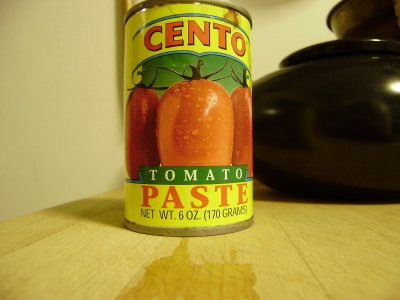 CENTO
TOMATO
PASTE
NET WT. 6 OZ. (170 GRAMS)